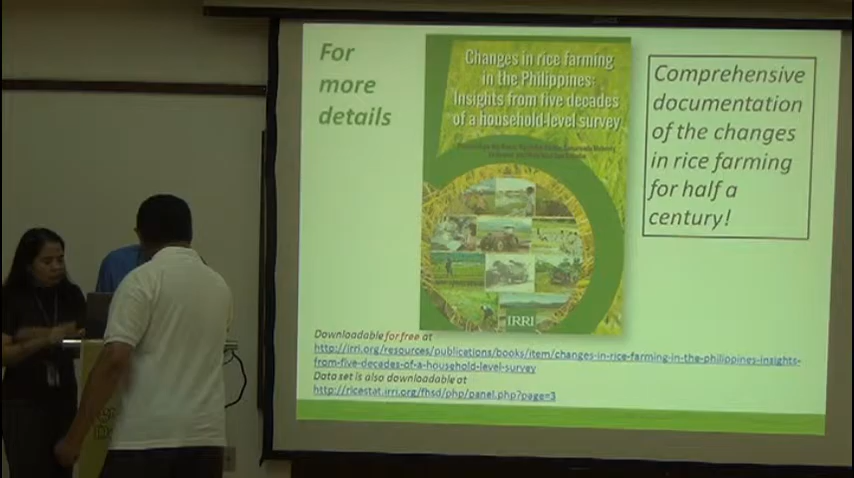 For
more
details
Changes in rice farming
in the Philippines:
Insights from five decades
of a household-level survey
IRRI
Comprehensive
documentation
of the changes
in rice farming
for half a
century!
Downloadable for free at
http://irri.org/resources/publications/books/item/changes-in-rice-farming-in-the-philippines-insights-
from-five-decades-of-a-household-level-survey
Data set is also downloadable at
http://ricestat.irri.org/fhsd/php/panel.php?page=3